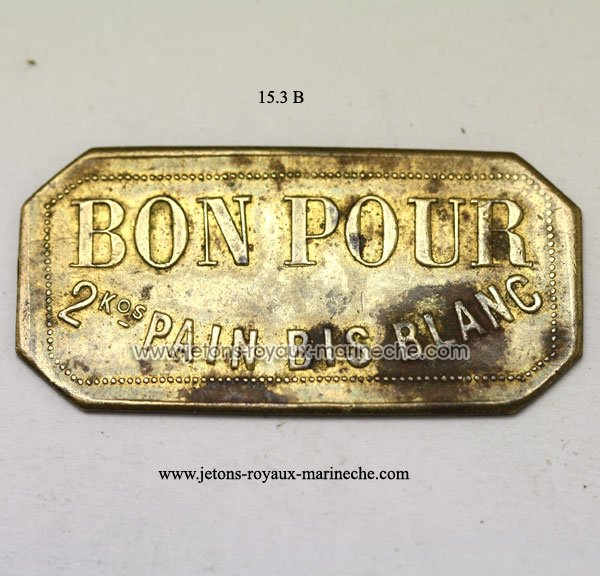 15.3 B
BON POUR
2 KOS PAIN BIS BLANC
www.jetons-royaux-marineche.com
www.jetons-royaux-marineche.com